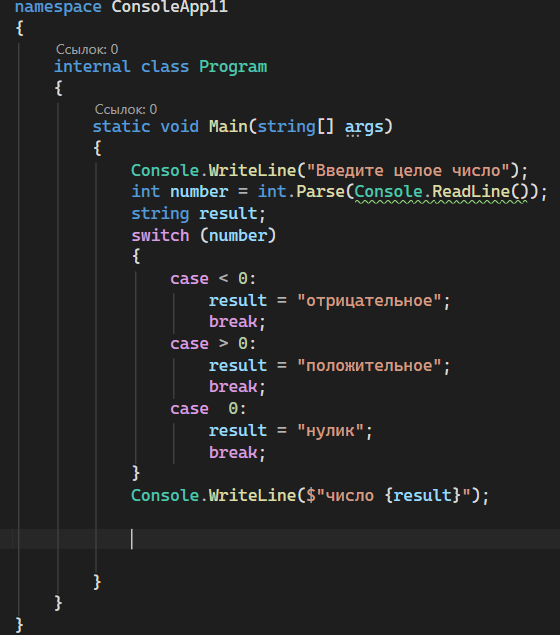 namespace ConsoleApp11
{
Ссылок: 0
internal class Program
{
Ссылок: 0
static void Main(string[] args)
{
Console.WriteLine("Введите целое число");
int number = int.Parse(Console.ReadLine());
string result;
switch (number)
{
case < 0:
result = "отрицательное";
break;
case > 0:
result = "положительное";
break;
case  0:
result = "нулик";
break;
}
Console.WriteLine($"число {result}");
}
}
}